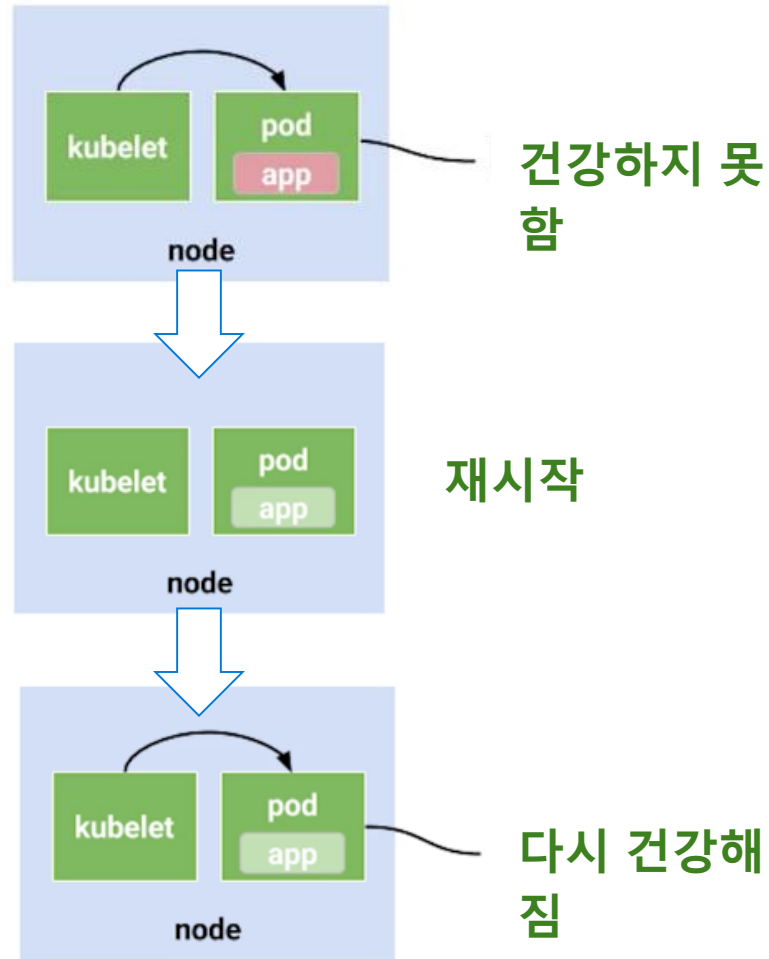 kubelet
pod
app
node
건강하지 못
함
kubelet
pod
app
node
재시작
kubelet
pod
app
node
다시 건강해
짐